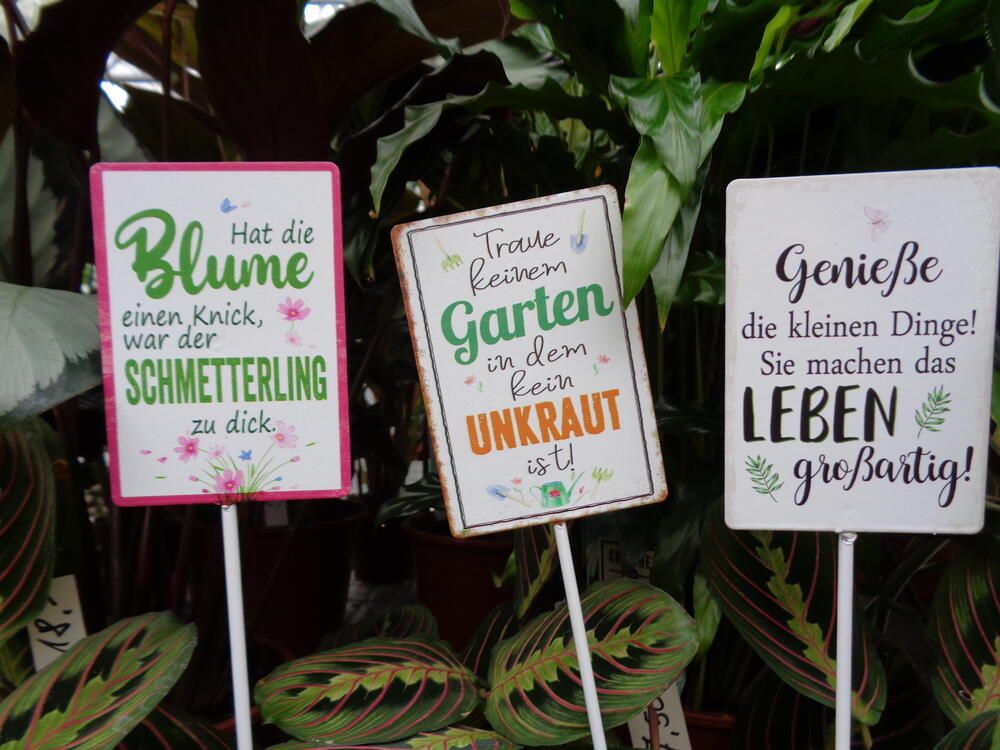 Hat die
Blume
einen Knick,
war der
SCHMETTERLING
zu dick.
Traue
keinem
Garten
in dem
kein
UNKRAUT
ist!
Genieße
die kleinen Dinge!
Sie machen das
LEBEN
großartig!
18.-